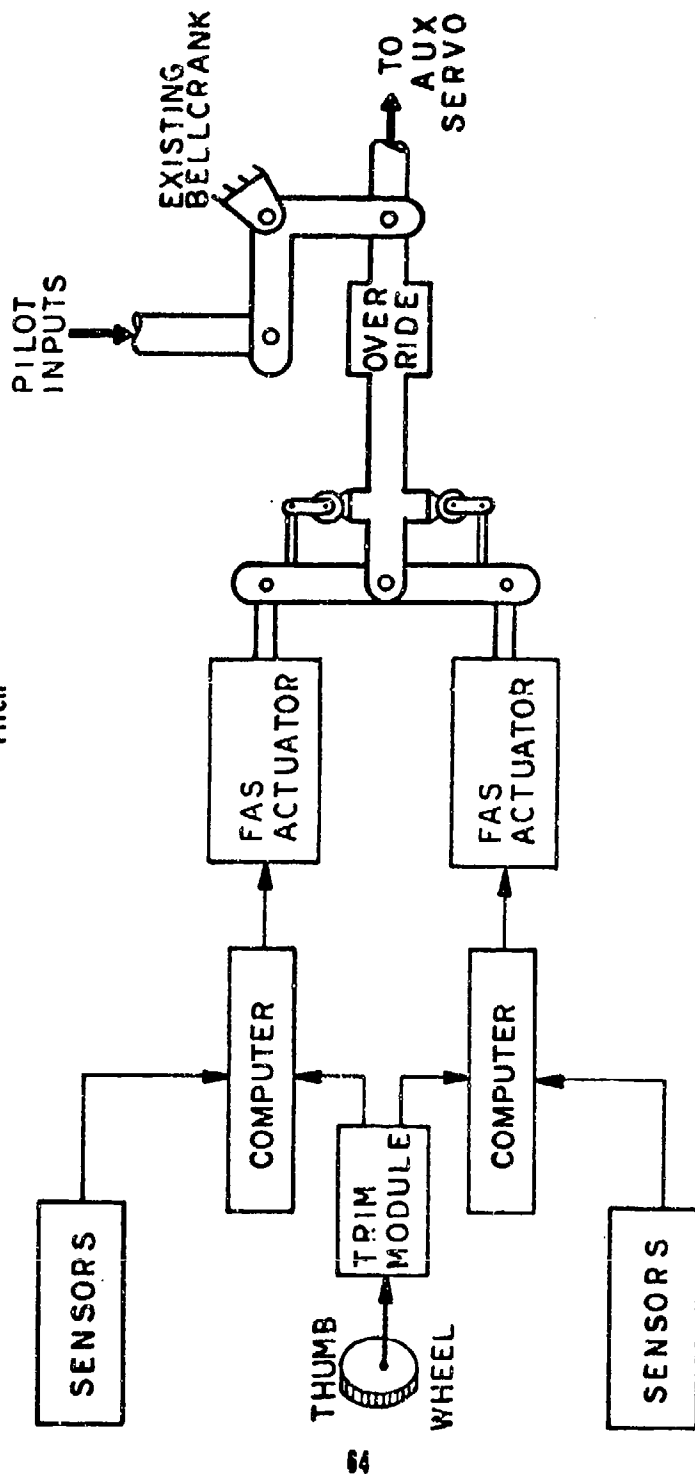 PILOT
INPUTS
EXISTING
BELLCRANK
TO
AUX
SERVO
OVER
RIDE
FAS
ACTUATOR
FAS
ACTUATOR
COMPUTER
COMPUTER
SENSORS
TRIM
MODULE
THUMB
WHEEL
SENSORS
64